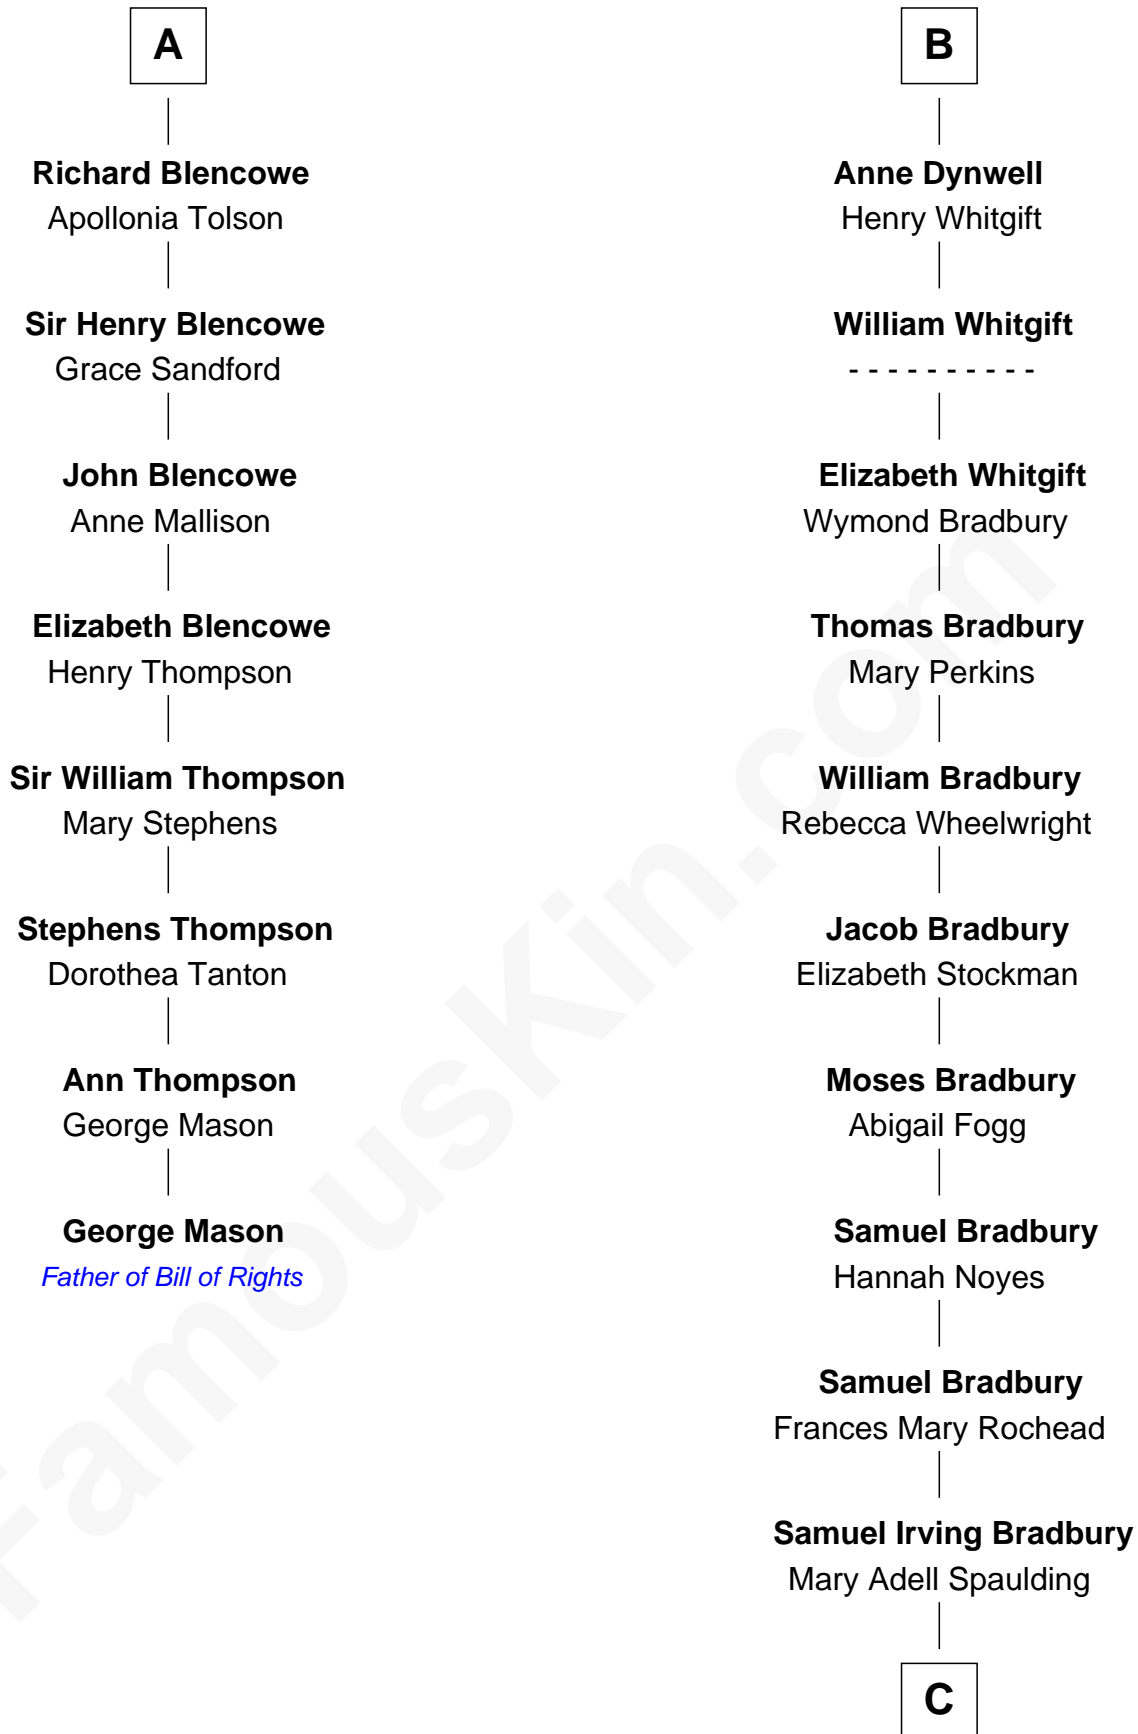 A
Richard Blencowe
Apollonia Tolson
Sir Henry Blencowe
Grace Sandford
John Blencowe
Anne Mallison
Elizabeth Blencowe
Henry Thompson
Sir William Thompson
Mary Stephens
Stephens Thompson
Dorothea Tanton
Ann Thompson
George Mason
George Mason
Father of Bill of Rights
B
Anne Dynwell
Henry Whitgift
William Whitgift
- - - - - - - - - -
Elizabeth Whitgift
Wymond Bradbury
Thomas Bradbury
Mary Perkins
William Bradbury
Rebecca Wheelwright
Jacob Bradbury
Elizabeth Stockman
Moses Bradbury
Abigail Fogg
Samuel Bradbury
Hannah Noyes
Samuel Bradbury
Frances Mary Rochead
Samuel Irving Bradbury
Mary Adell Spaulding
C
FamousKin.com